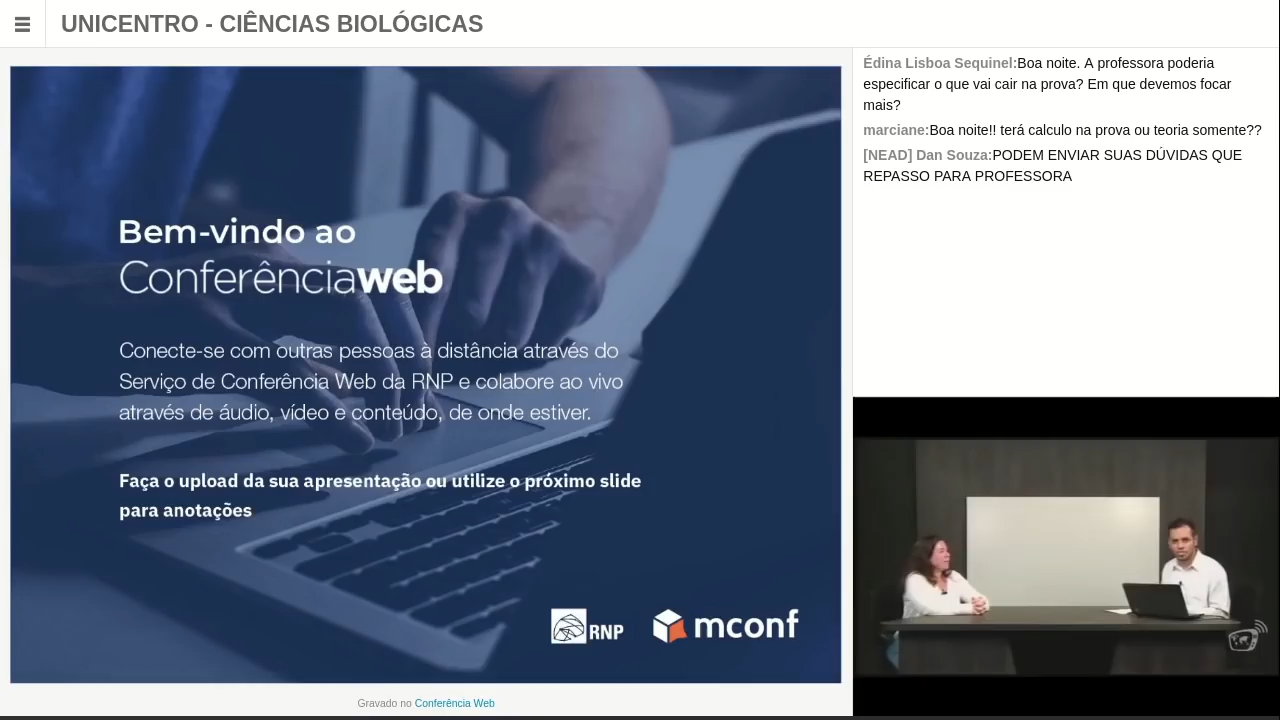 UNICENTRO - CIÊNCIAS BIOLÓGICAS
Bem-vindo ao
Conferênciaweb
Conecte-se com outras pessoas à distância através do
Serviço de Conferência Web da RNP e colabore ao vivo
através de áudio, vídeo e conteúdo, de onde estiver.
Faça o upload da sua apresentação ou utilize o próximo slide
para anotações
RNP
mconf
Gravado no Conferência Web
Édina Lisboa Sequinel:Boa noite. A professora poderia
especificar o que vai cair na prova? Em que devemos focar
mais?
marciane:Boa noite!! terá calculo na prova ou teoria somente??
[NEAD] Dan Souza:PODEM ENVIAR SUAS DÚVIDAS QUE
REPASSO PARA PROFESSORA